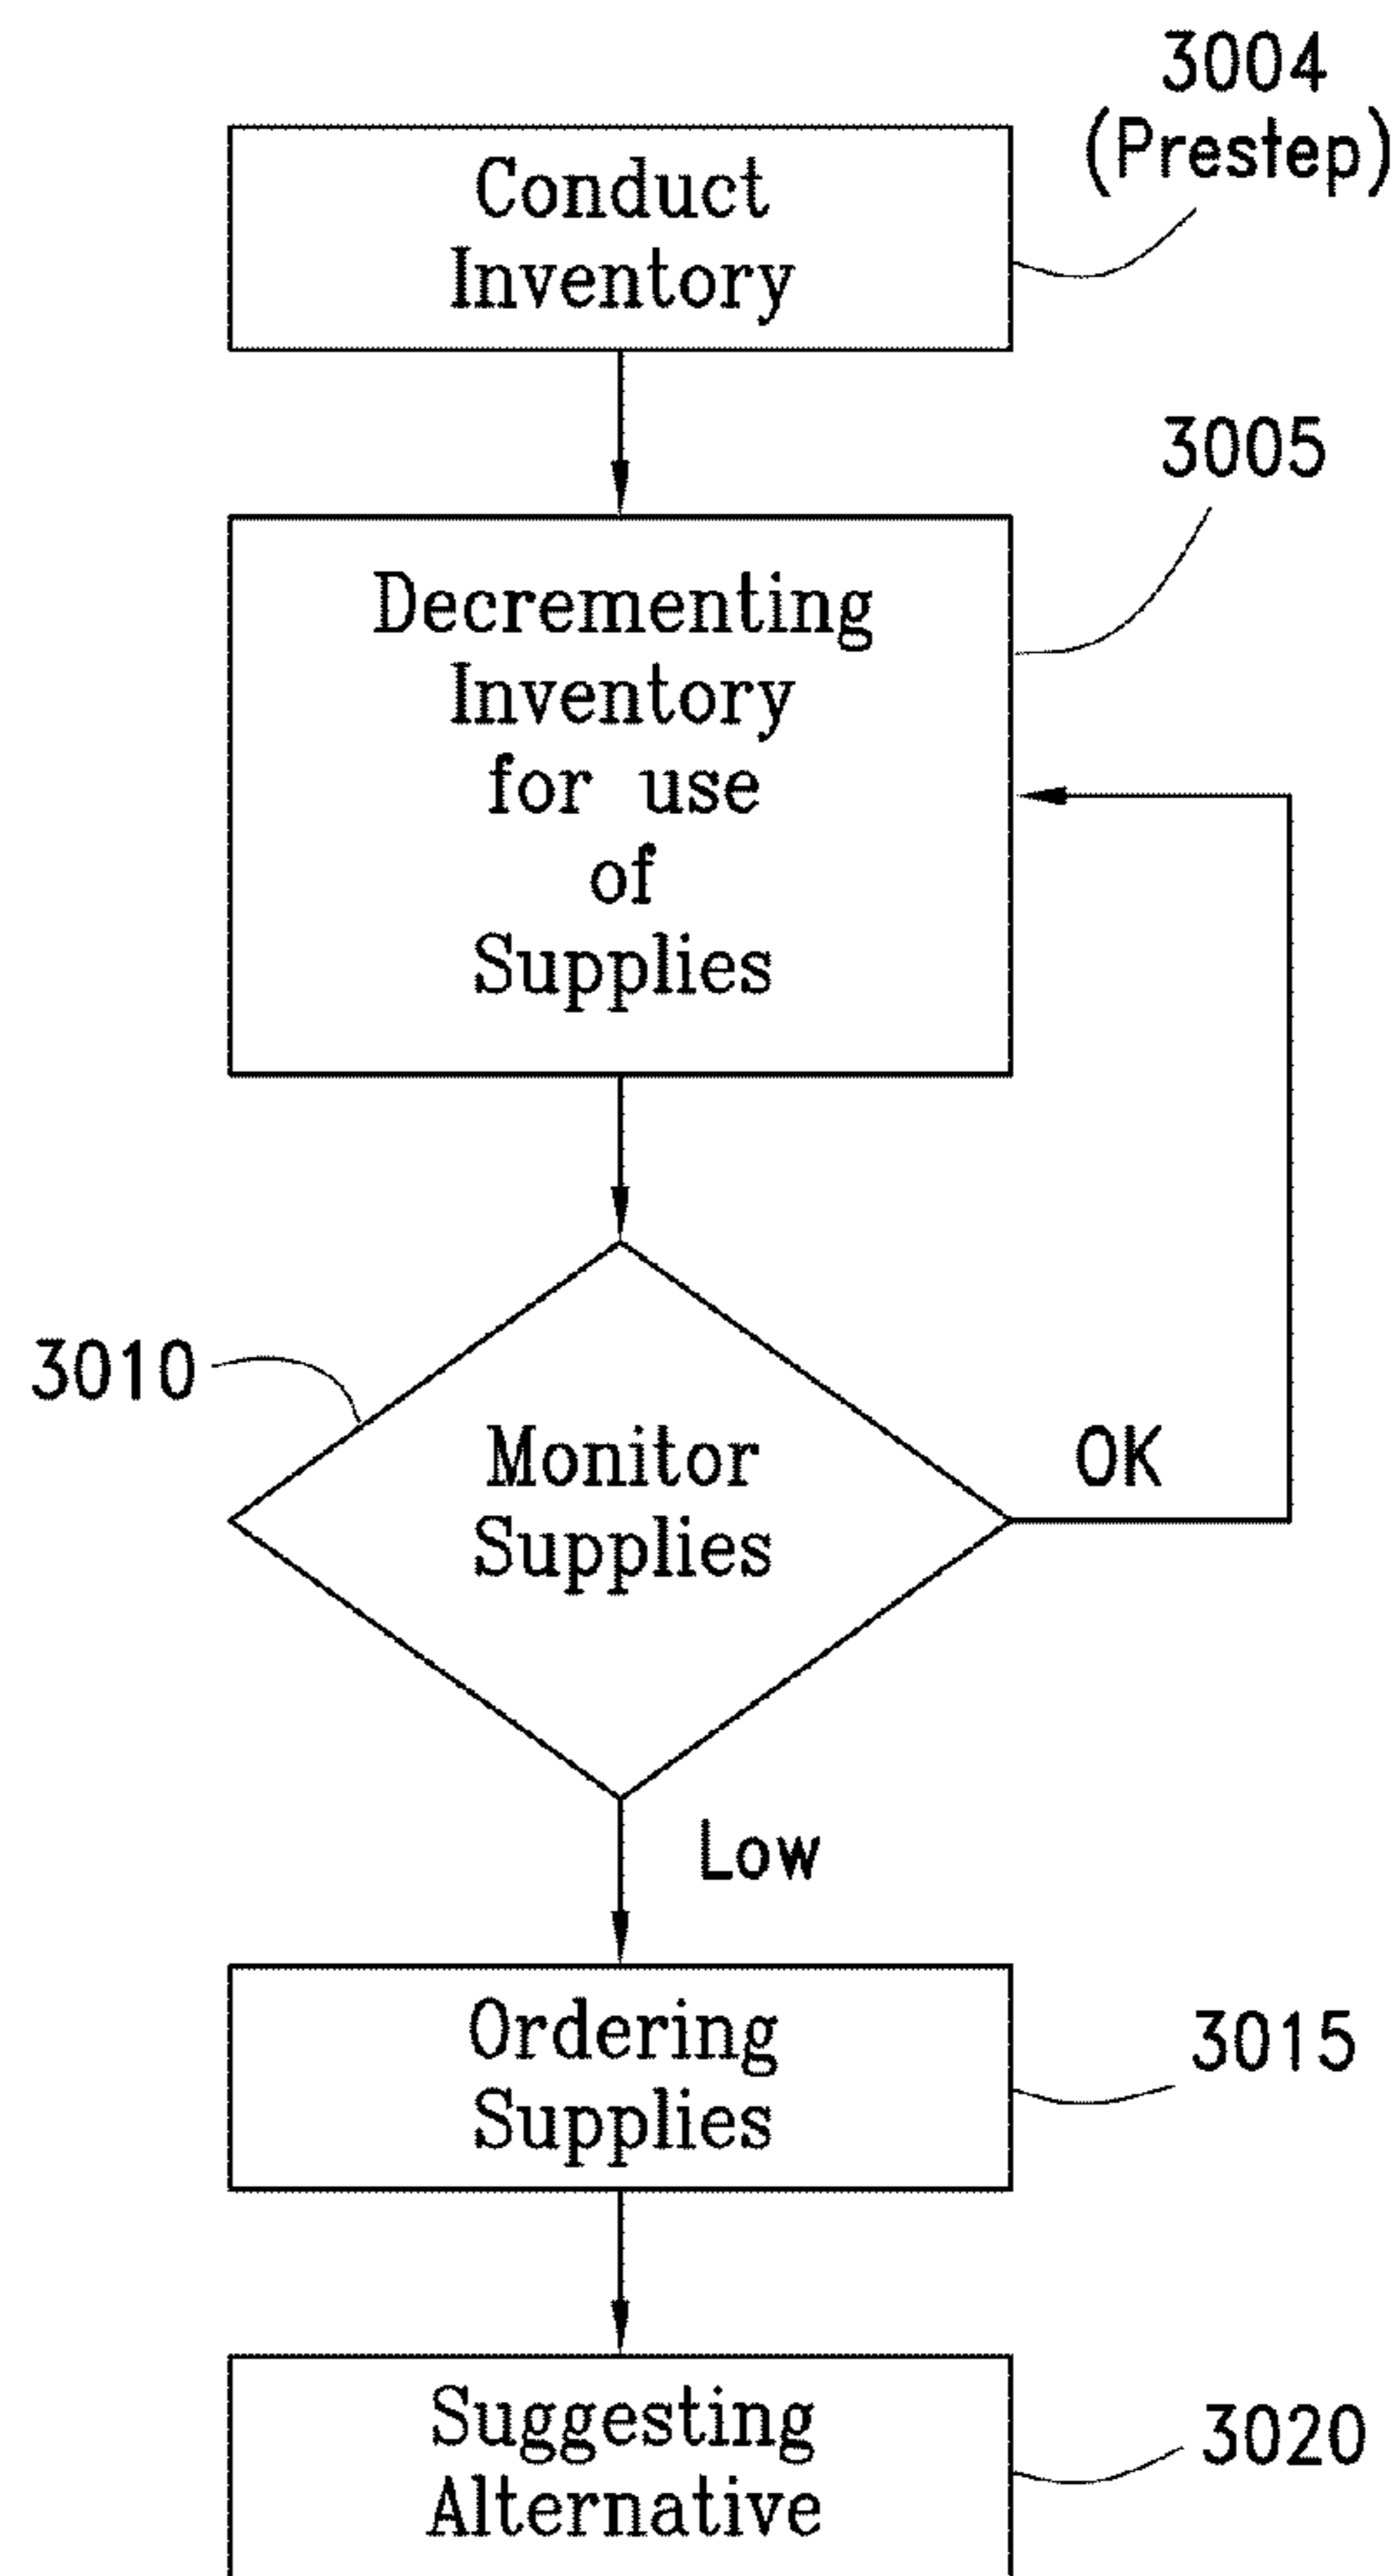 3004
(Prestep)
Conduct
Inventory
3005
Decrementing
Inventory
for use
of
Supplies
3010
Monitor
Supplies
OK
Low
Ordering
Supplies
3015
Suggesting
Alternative
3020